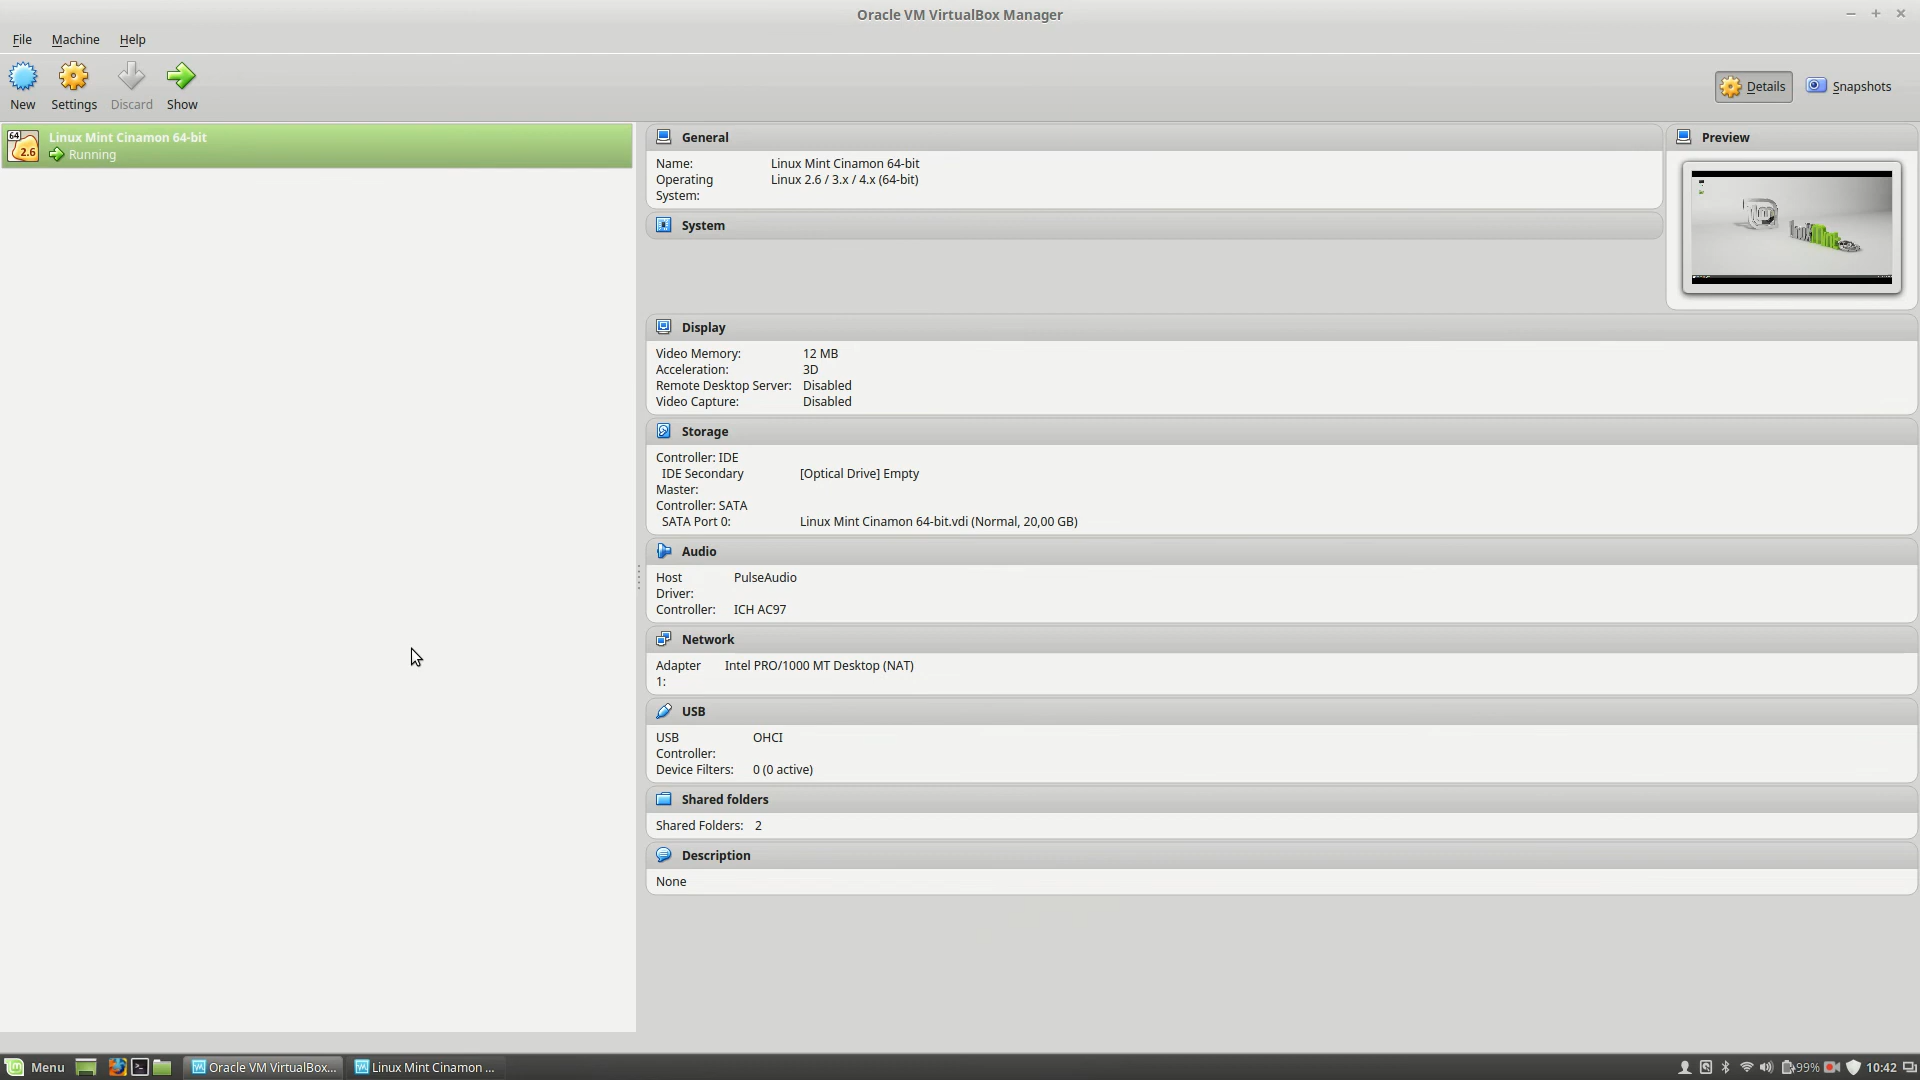 Oracle VM VirtualBox Manager
File Machine Help
New Settings Discard Show
Details Snapshots
64
2.6
Linux Mint Cinamon 64-bit
Running
General
Name: Linux Mint Cinamon 64-bit
Operating Linux 2.6 / 3.x / 4.x (64-bit)
System:
System
Preview
Display
Video Memory: 12 MB
Acceleration: 3D
Remote Desktop Server: Disabled
Video Capture: Disabled
Storage
Controller: IDE
IDE Secondary [Optical Drive] Empty
Master:
Controller: SATA
SATA Port 0: Linux Mint Cinamon 64-bit.vdi (Normal, 20,00 GB)
Audio
Host PulseAudio
Driver:
Controller: ICH AC97
Network
Adapter Intel PRO/1000 MT Desktop (NAT)
1:
USB
USB OHCI
Controller:
Device Filters: 0 (0 active)
Shared folders
Shared Folders: 2
Description
None
Menu Oracle VM VirtualBox... Linux Mint Cinamon ... 99% 10:42